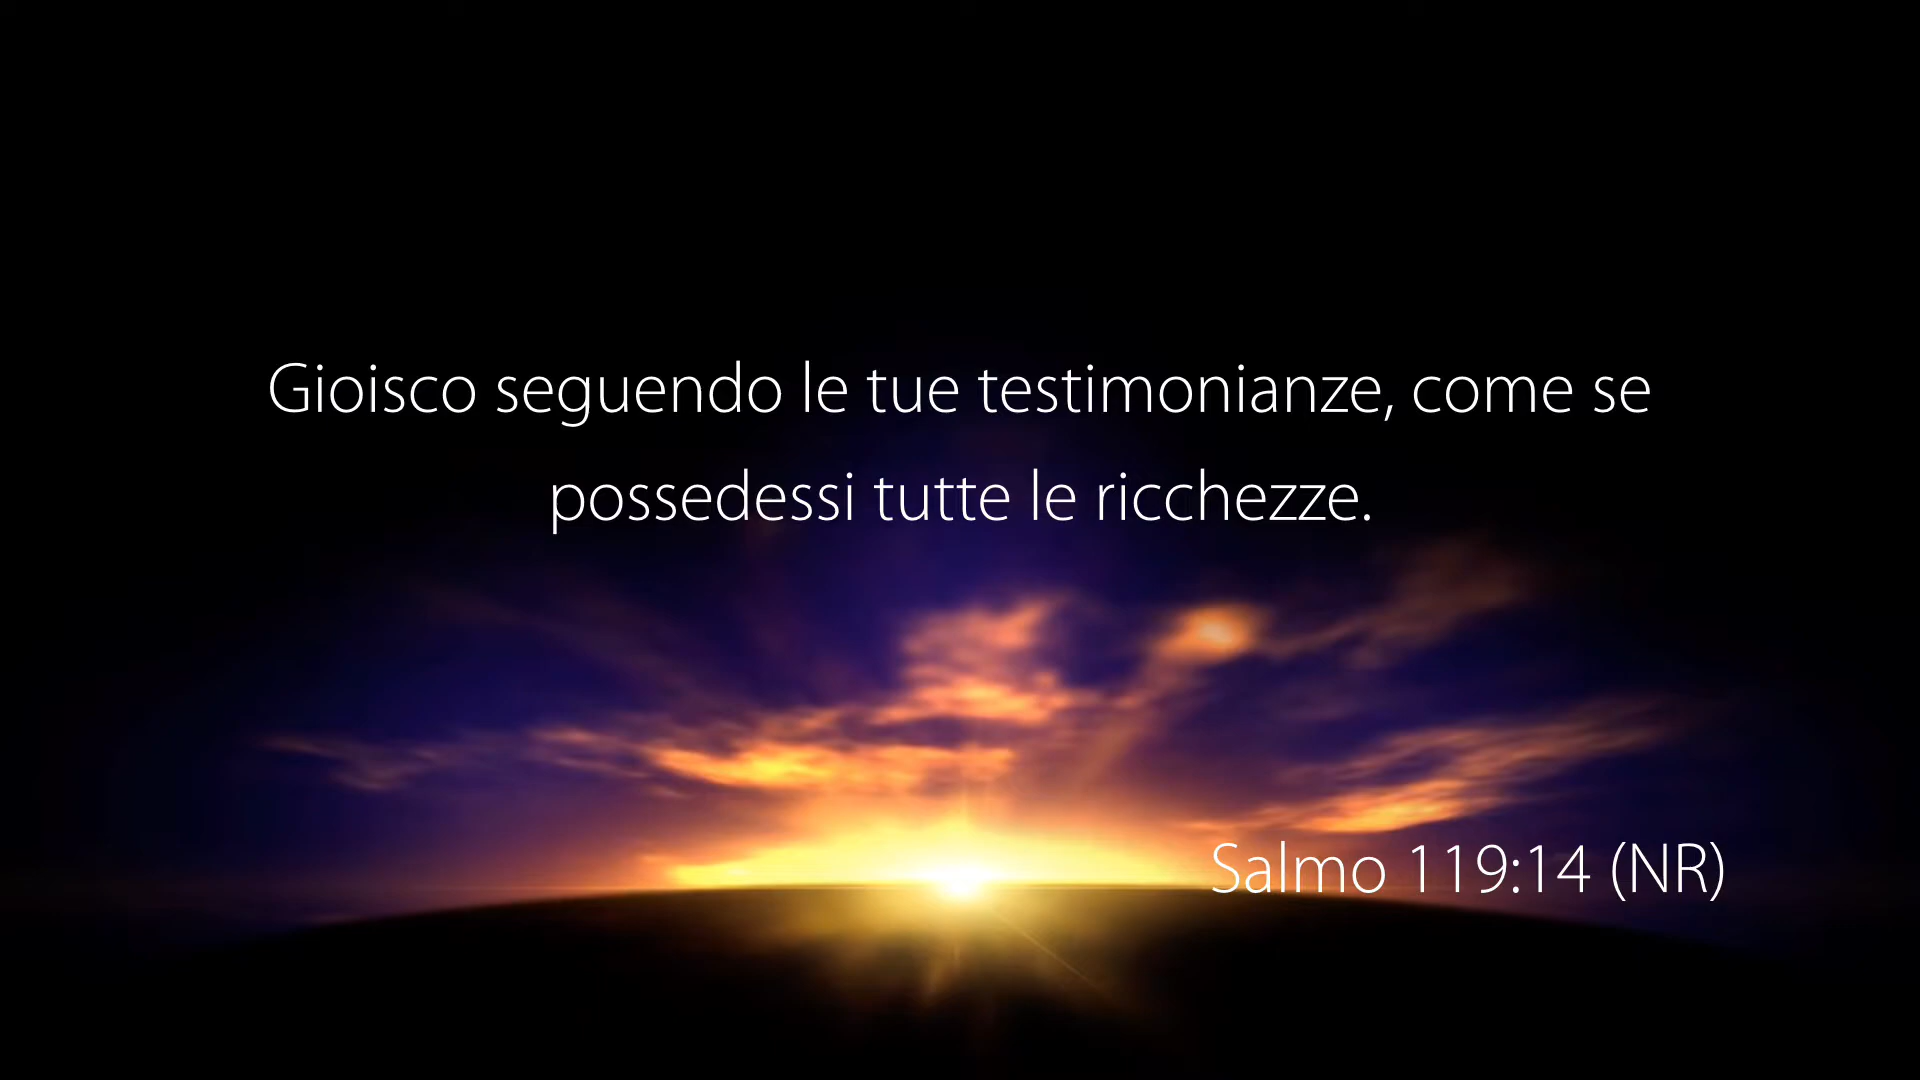 Gioisco seguendo le tue testimonianze, come se
possedessi tutte le ricchezze.
Salmo 119:14 (NR)